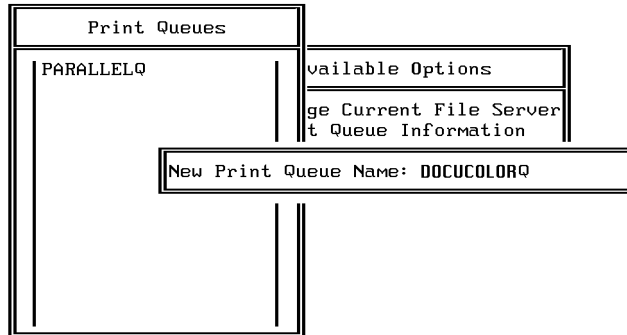 Print Queues
PARALLELQ
vailable Options
ge Current File Server
t Queue Information
New Print Queue Name: DOCUCOLORQ